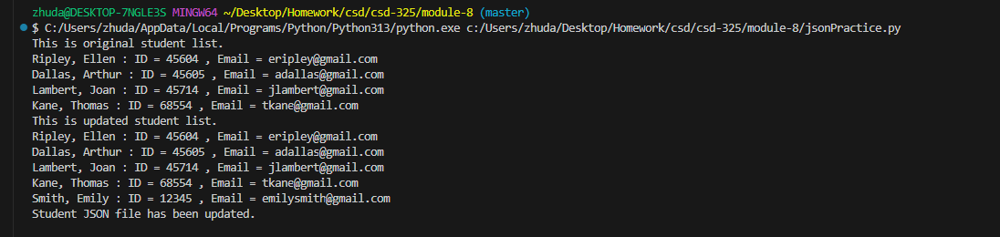 zhuda@DESKTOP-7NGLE3S MINGW64 ~/Desktop/Homework/csd/csd-325/module-8 (master)
$ C:/Users/zhuda/AppData/Local/Programs/Python/Python313/python.exe c:/Users/zhuda/Desktop/Homework/csd/csd-325/module-8/jsonPractice.py
This is original student list.
Ripley, Ellen : ID = 45604 , Email = eripley@gmail.com
Dallas, Arthur : ID = 45605 , Email = adallas@gmail.com
Lambert, Joan : ID = 45714 , Email = jlambert@gmail.com
Kane, Thomas : ID = 68554 , Email = tkane@gmail.com
This is updated student list.
Ripley, Ellen : ID = 45604 , Email = eripley@gmail.com
Dallas, Arthur : ID = 45605 , Email = adallas@gmail.com
Lambert, Joan : ID = 45714 , Email = jlambert@gmail.com
Kane, Thomas : ID = 68554 , Email = tkane@gmail.com
Smith, Emily : ID = 12345 , Email = emilysmith@gmail.com
Student JSON file has been updated.